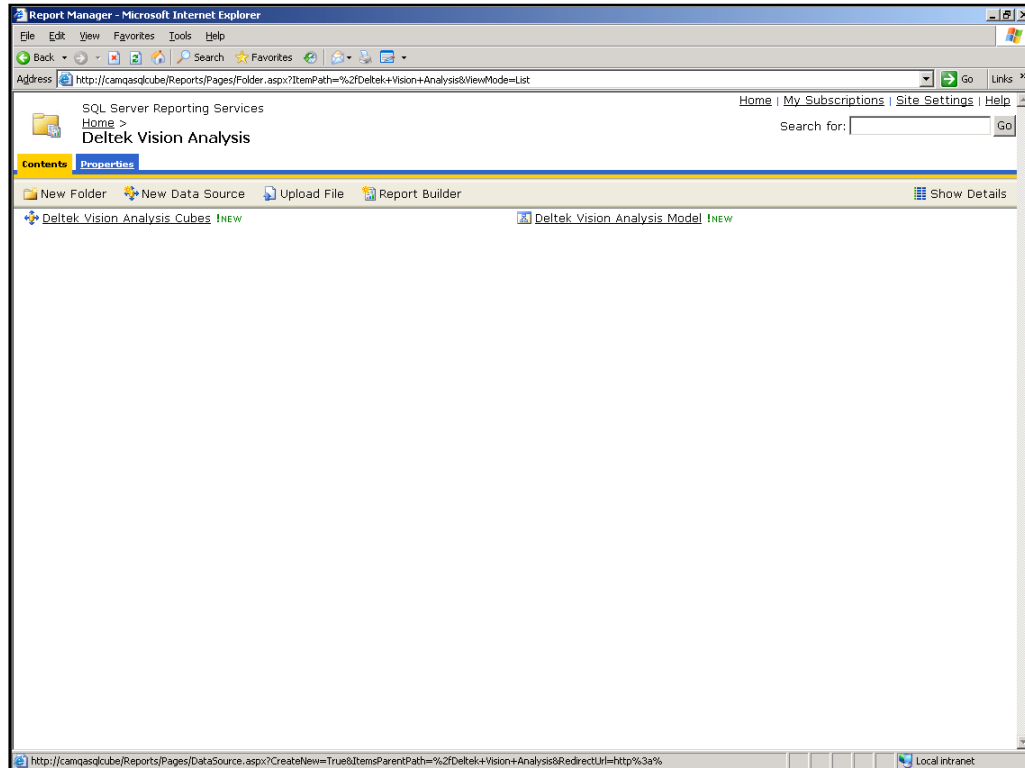 Report Manager - Microsoft Internet Explorer
File Edit View Favorites Tools Help
Back Search Favorites
Address http://camqasqlcube/Reports/Pages/Folder.aspx?ItemPath=%2fDeltek+Vision+Analysis&ViewMode=List Go Links »
SQL Server Reporting Services Home | My Subscriptions | Site Settings | Help
Home >
Deltek Vision Analysis Search for: Go
Contents Properties
New Folder New Data Source Upload File Report Builder Show Details
Deltek Vision Analysis Cubes !NEW Deltek Vision Analysis Model !NEW
http://camqasqlcube/Reports/Pages/DataSource.aspx?CreateNew=True&ItemsParentPath=%2fDeltek+Vision+Analysis&RedirectUrl=http%3a% Local intranet